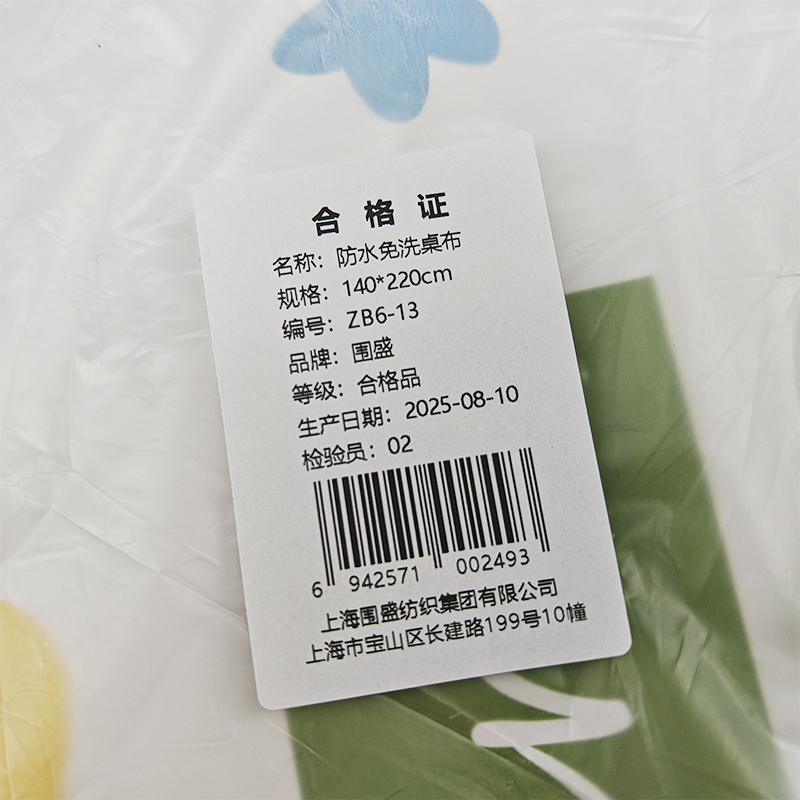 合格证
名称：防水免洗桌布
规格：140*220cm
编号：ZB6-13
品牌：围盛
等级：合格品
生产日期：2025-08-10
检验员：02
6 942571 002493
上海围盛纺织集团有限公司
上海市宝山区长建路199号10幢